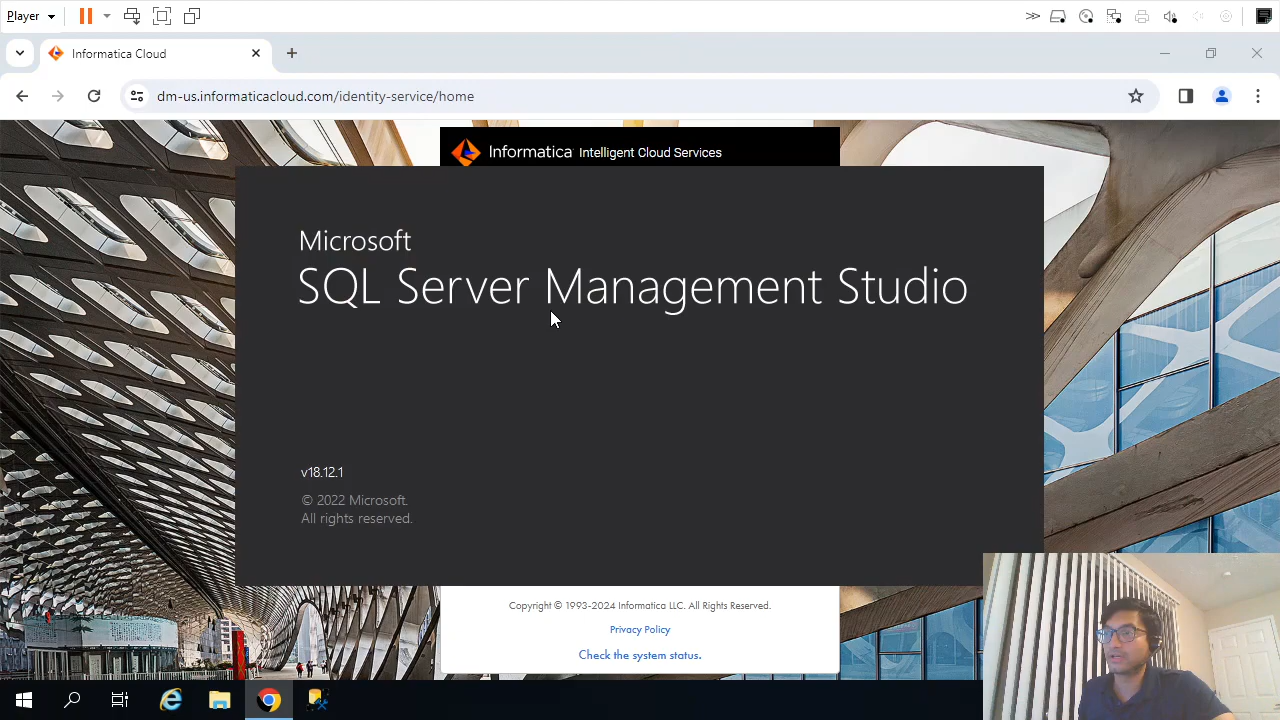 Player
Informatica Cloud
dm-us.informaticacloud.com/identity-service/home
Informatica Intelligent Cloud Services
Microsoft
SQL Server Management Studio
v18.12.1
© 2022 Microsoft.
All rights reserved.
Copyright © 1993-2024 Informatica LLC. All Rights Reserved.
Privacy Policy
Check the system status.